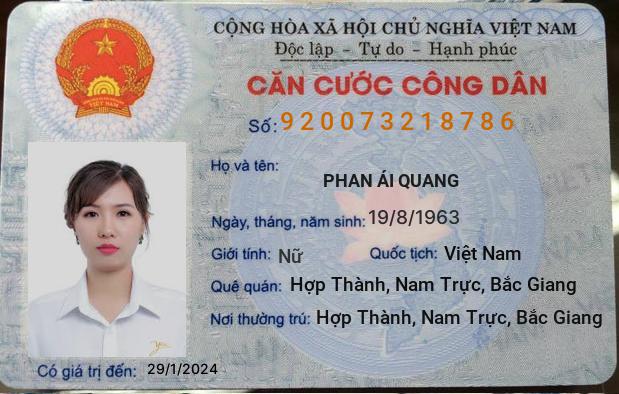 CỘNG HÒA XÃ HỘI CHỦ NGHĨA VIỆT NAM
Độc lập - Tự do - Hạnh phúc
CĂN CƯỚC CÔNG DÂN
Số: 920073218786
Họ và tên:
PHAN ÁI QUANG
Ngày, tháng, năm sinh: 19/8/1963
Giới tính: Nữ Quốc tịch: Việt Nam
Quê quán: Hợp Thành, Nam Trực, Bắc Giang
Nơi thường trú: Hợp Thành, Nam Trực, Bắc Giang
Có giá trị đến: 29/1/2024
VIỆT NAM